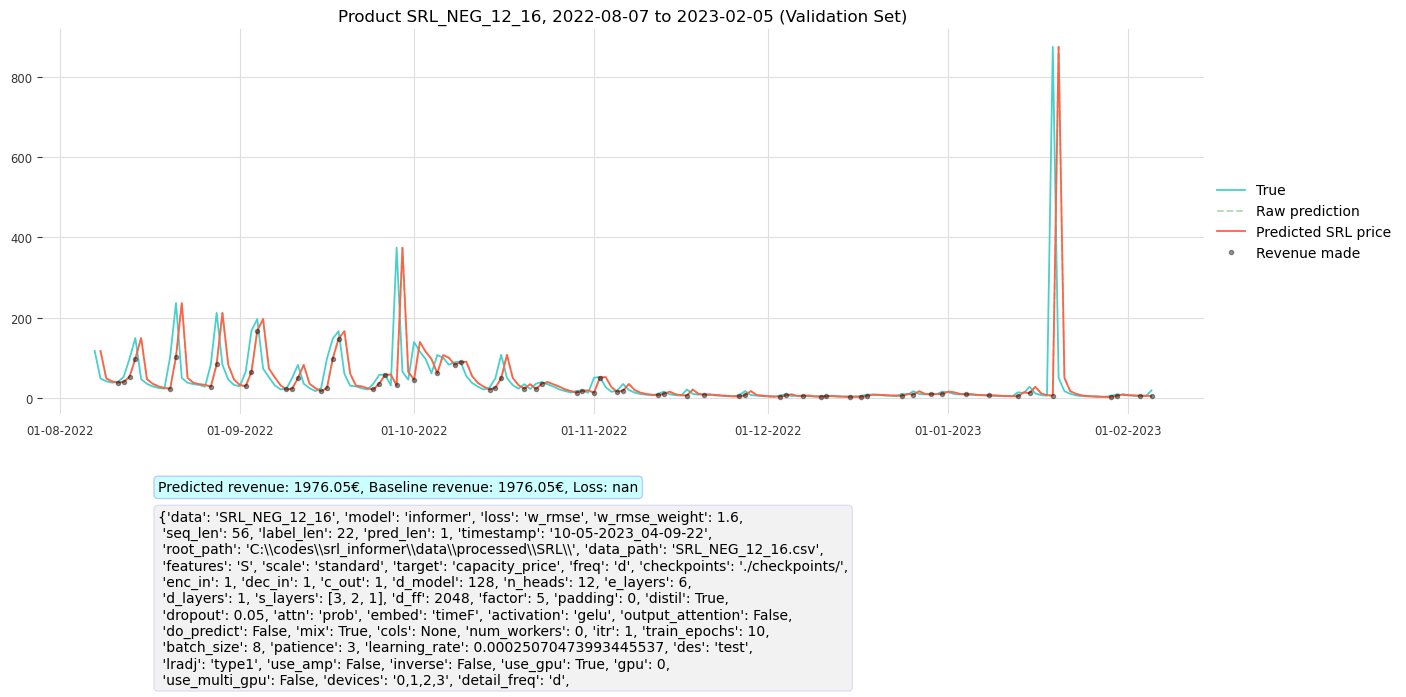 Product SRL_NEG_12_16, 2022-08-07 to 2023-02-05 (Validation Set)
800
600
400
200
0
01-08-2022
01-09-2022
01-10-2022
01-11-2022
01-12-2022
01-01-2023
01-02-2023
True
Raw prediction
Predicted SRL price
Revenue made
Predicted revenue: 1976.05€, Baseline revenue: 1976.05€, Loss: nan
{'data': 'SRL_NEG_12_16', 'model': 'informer', 'loss': 'w_rmse', 'w_rmse_weight': 1.6,
'seq_len': 56, 'label_len': 22, 'pred_len': 1, 'timestamp': '10-05-2023_04-09-22',
'root_path': 'C:\\codes\\srl_informer\\data\\processed\\SRL\\', 'data_path': 'SRL_NEG_12_16.csv',
'features': 'S', 'scale': 'standard', 'target': 'capacity_price', 'freq': 'd', 'checkpoints': './checkpoints/',
'enc_in': 1, 'dec_in': 1, 'c_out': 1, 'd_model': 128, 'n_heads': 12, 'e_layers': 6,
'd_layers': 1, 's_layers': [3, 2, 1], 'd_ff': 2048, 'factor': 5, 'padding': 0, 'distil': True,
'dropout': 0.05, 'attn': 'prob', 'embed': 'timeF', 'activation': 'gelu', 'output_attention': False,
'do_predict': False, 'mix': True, 'cols': None, 'num_workers': 0, 'itr': 1, 'train_epochs': 10,
'batch_size': 8, 'patience': 3, 'learning_rate': 0.00025070473993445537, 'des': 'test',
'lradj': 'type1', 'use_amp': False, 'inverse': False, 'use_gpu': True, 'gpu': 0,
'use_multi_gpu': False, 'devices': '0,1,2,3', 'detail_freq': 'd',